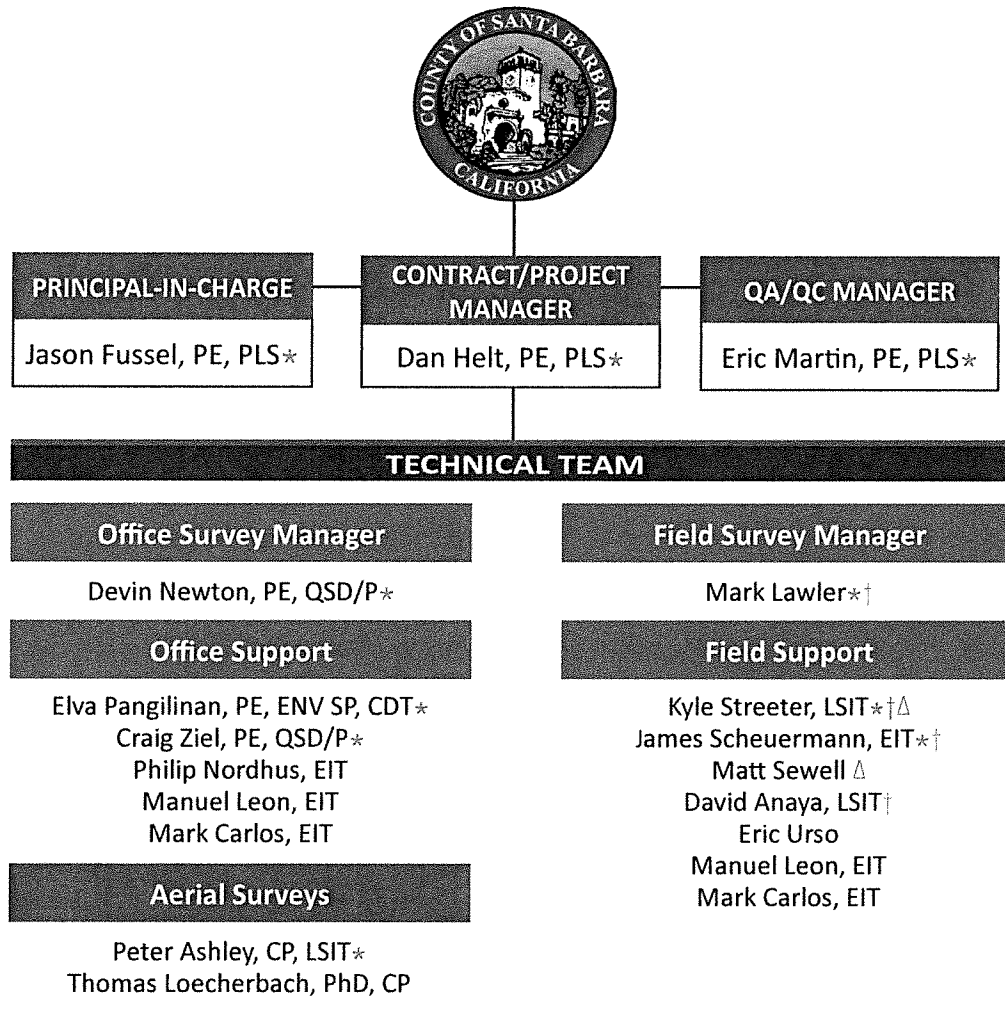 COUNTY OF SANTA BARBARA
CALIFORNIA
PRINCIPAL-IN-CHARGE
Jason Fussel, PE, PLS*
CONTRACT/PROJECT
MANAGER
Dan Helt, PE, PLS*
QA/QC MANAGER
Eric Martin, PE, PLS*
TECHNICAL TEAM
Office Survey Manager
Devin Newton, PE, QSD/P*
Office Support
Elva Pangilinan, PE, ENV SP, CDT*
Craig Ziel, PE, QSD/P*
Philip Nordhus, EIT
Manuel Leon, EIT
Mark Carlos, EIT
Aerial Surveys
Peter Ashley, CP, LSIT*
Thomas Loecherbach, PhD, CP
Field Survey Manager
Mark Lawler*†
Field Support
Kyle Streeter, LSIT*†Δ
James Scheuermann, EIT*†
Matt Sewell Δ
David Anaya, LSIT†
Eric Urso
Manuel Leon, EIT
Mark Carlos, EIT